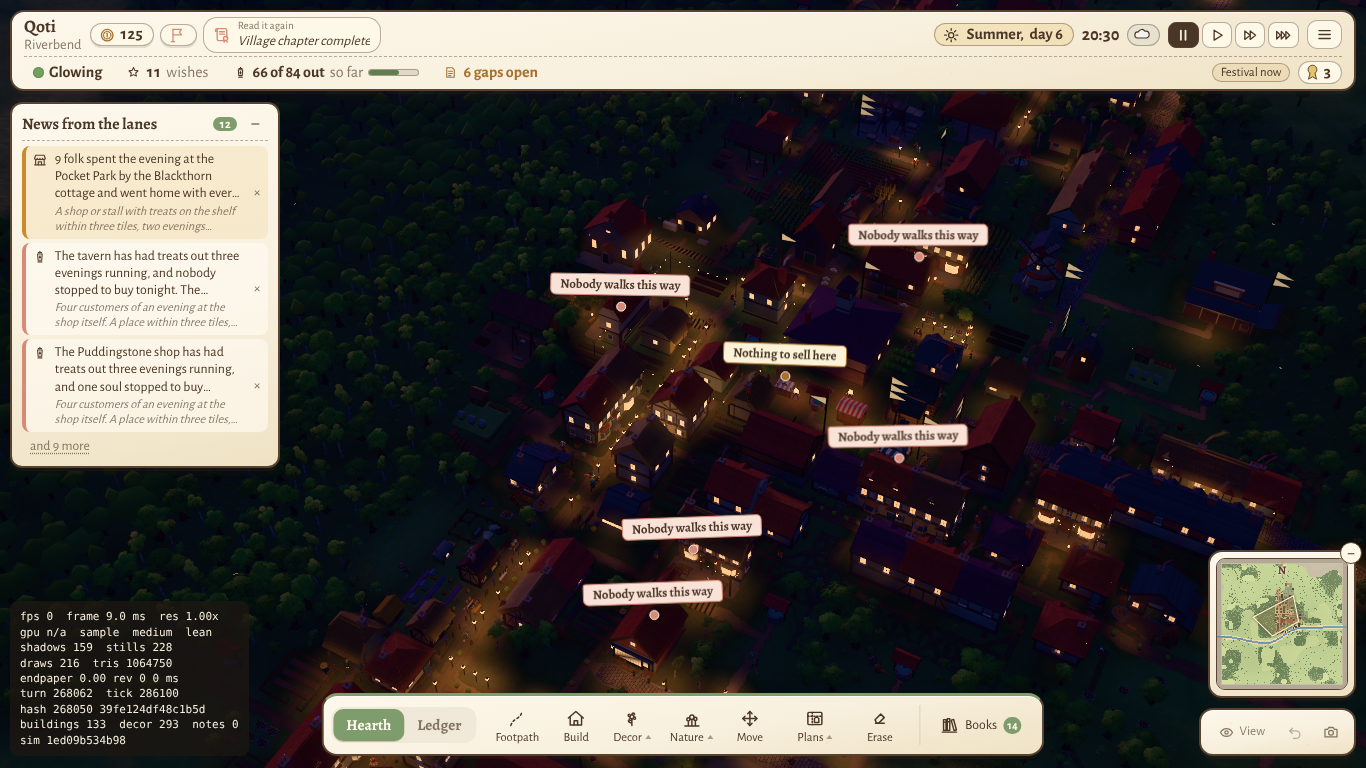 Qoti
Riverbend
125
Read it again
Village chapter complete
Summer, day 6
20:30
Glowing
11 wishes
66 of 84 out so far
6 gaps open
Festival now
3
News from the lanes
12
9 folk spent the evening at the
Pocket Park by the Blackthorn
cottage and went home with ever...
A shop or stall with treats on the shelf
within three tiles, two evenings...
The tavern has had treats out three
evenings running, and nobody
stopped to buy tonight. The...
Four customers of an evening at the
shop itself. A place within three tiles,...
The Puddingstone shop has had
treats out three evenings running,
and one soul stopped to buy...
Four customers of an evening at the
shop itself. A place within three tiles,...
and 9 more
Nobody walks this way
Nobody walks this way
Nothing to sell here
Nobody walks this way
Nobody walks this way
Nobody walks this way
fps 0 frame 9.0 ms res 1.00x
gpu n/a sample medium lean
shadows 159 stills 228
draws 216 tris 1064750
endpaper 0.00 rev 0 0 ms
turn 268062 tick 286100
hash 268050 39fe124df48c1b5d
buildings 133 decor 293 notes 0
sim 1ed09b534b98
Hearth
Ledger
Footpath
Build
Decor
Nature
Move
Plans
Erase
Books
14
N
View